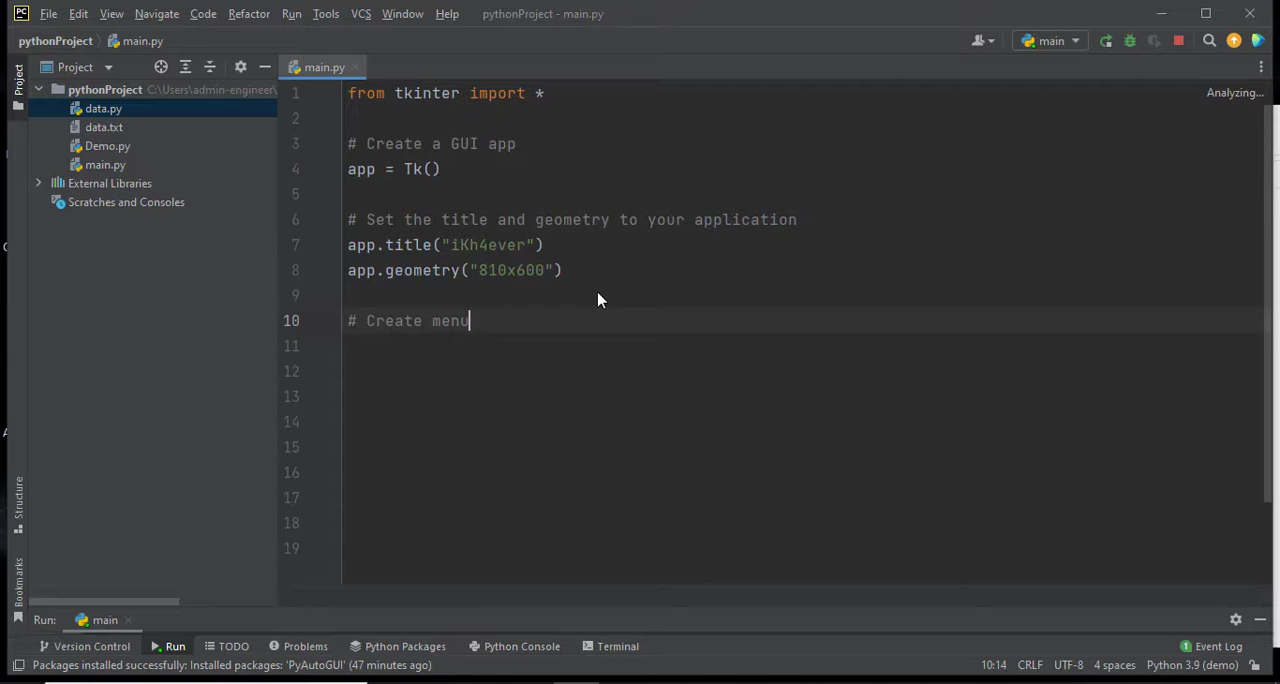 PC File Edit View Navigate Code Refactor Run Tools VCS Window Help pythonProject - main.py
pythonProject main.py main
Project Project main.py
pythonProject C:\Users\admin-engineer\
data.py
data.txt
Demo.py
main.py
External Libraries
Scratches and Consoles
Analyzing...
1 from tkinter import *
2
3 # Create a GUI app
4 app = Tk()
5
6 # Set the title and geometry to your application
7 app.title("iKh4ever")
8 app.geometry("810x600")
9
10 # Create menu
11
12
13
14
15
16
17
18
19
Structure
Bookmarks
Run: main
Version Control Run TODO Problems Python Packages Python Console Terminal 1 Event Log
Packages installed successfully: Installed packages: 'PyAutoGUI' (47 minutes ago) 10:14 CRLF UTF-8 4 spaces Python 3.9 (demo)